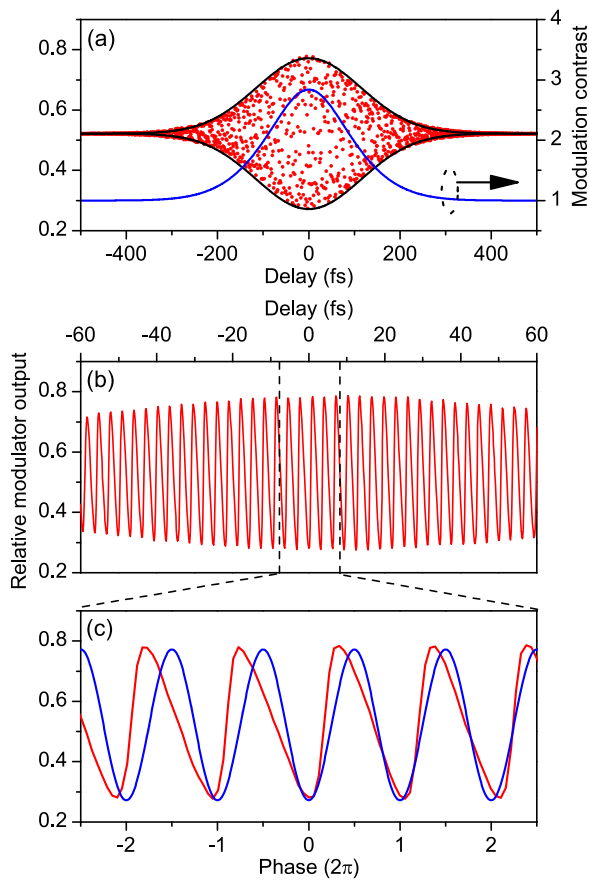 (a)
0.8
0.6
0.4
0.2
4
3
2
1
Modulation contrast
-400 -200 0 200 400
Delay (fs)
Delay (fs)
-60 -40 -20 0 20 40 60
(b)
0.8
0.6
0.4
0.2
Relative modulator output
(c)
0.8
0.6
0.4
0.2
-2 -1 0 1 2
Phase (2π)